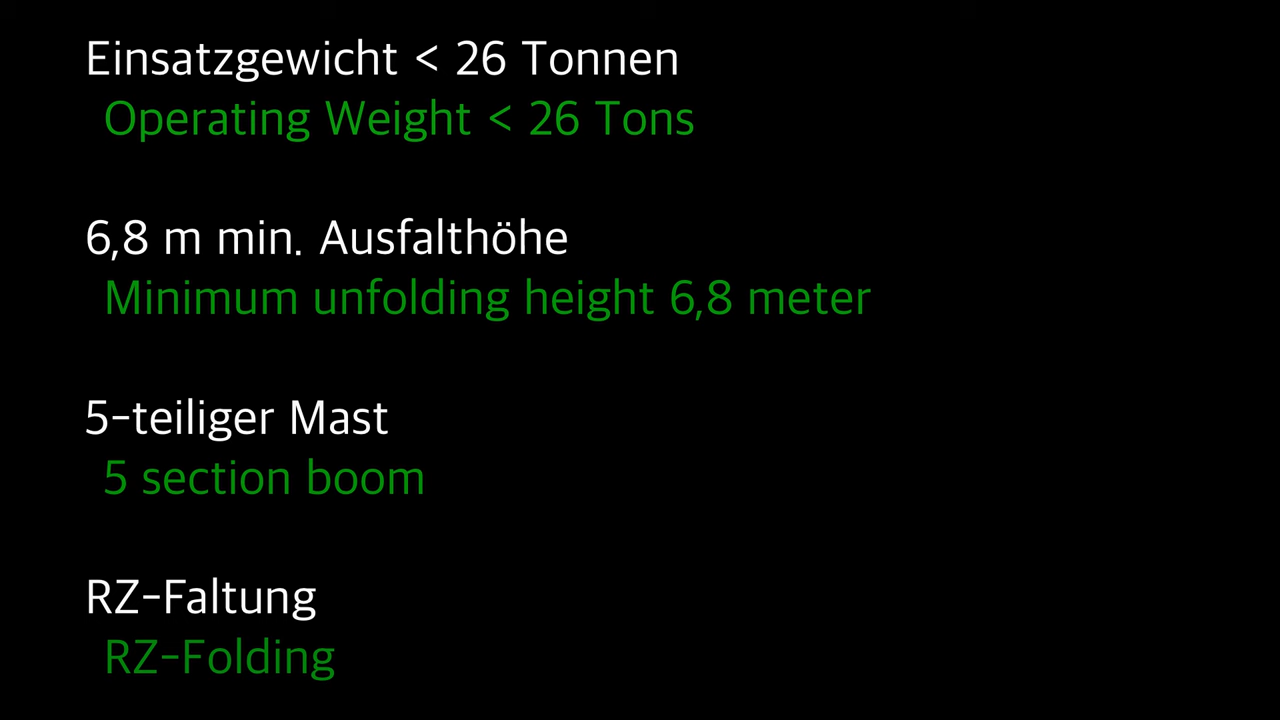 Einsatzgewicht < 26 Tonnen
Operating Weight < 26 Tons
6,8 m min. Ausfalthöhe
Minimum unfolding height 6,8 meter
5-teiliger Mast
5 section boom
RZ-Faltung
RZ-Folding